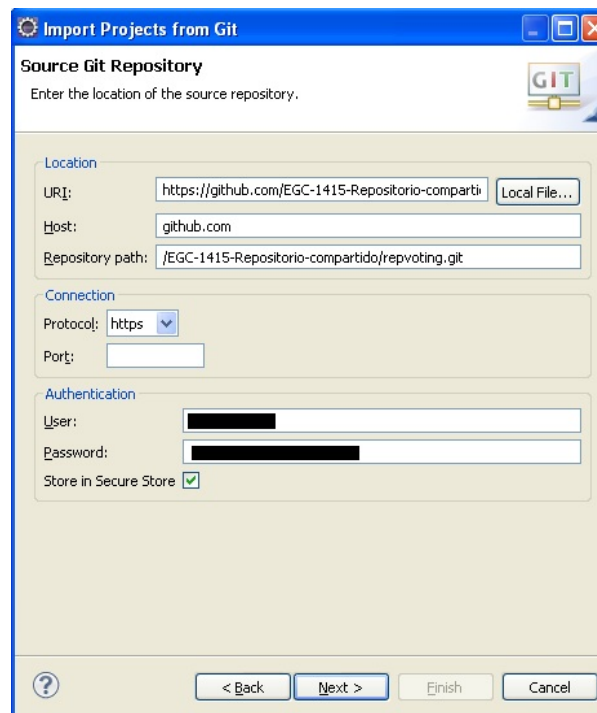 Import Projects from Git
Source Git Repository
Enter the location of the source repository.
GIT
Location
URI: https://github.com/EGC-1415-Repositorio-comparti Local File...
Host: github.com
Repository path: /EGC-1415-Repositorio-compartido/repvoting.git
Connection
Protocol: https
Port:
Authentication
User:
Password:
Store in Secure Store
? < Back Next > Finish Cancel